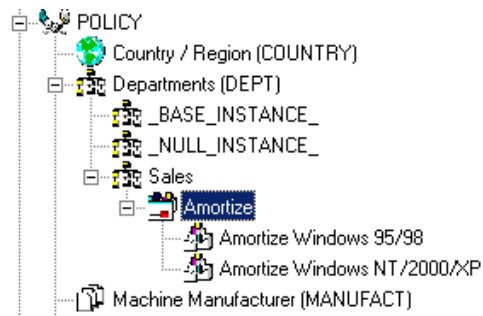 POLICY
Country / Region (COUNTRY)
Departments (DEPT)
_BASE_INSTANCE_
_NULL_INSTANCE_
Sales
Amortize
Amortize Windows 95/98
Amortize Windows NT/2000/XP
Machine Manufacturer (MANUFACT)